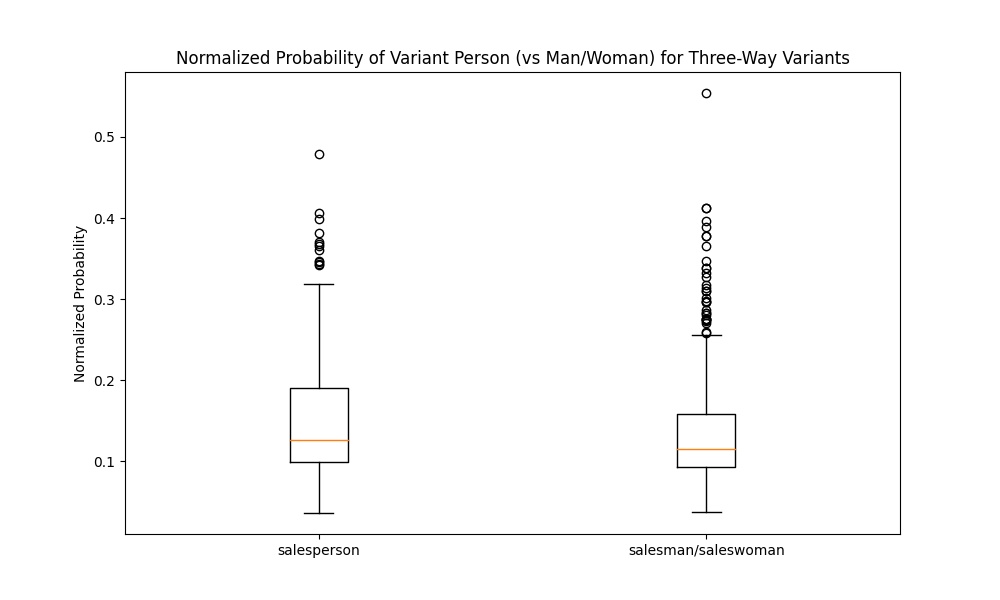 Normalized Probability of Variant Person (vs Man/Woman) for Three-Way Variants
Normalized Probability
0.5
0.4
0.3
0.2
0.1
salesperson
salesman/saleswoman